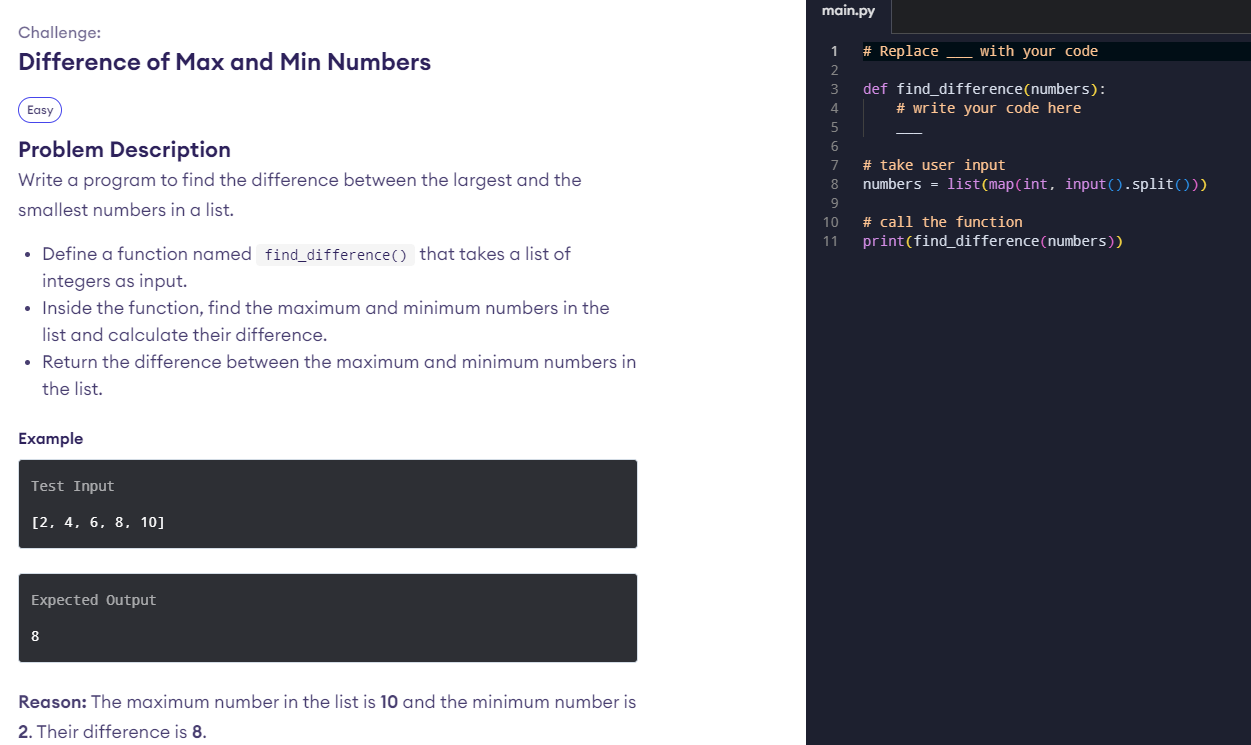 Challenge:
Difference of Max and Min Numbers
Easy
Problem Description
Write a program to find the difference between the largest and the
smallest numbers in a list.
• Define a function named find_difference() that takes a list of
integers as input.
• Inside the function, find the maximum and minimum numbers in the
list and calculate their difference.
• Return the difference between the maximum and minimum numbers in
the list.
Example
Test Input
[2, 4, 6, 8, 10]
Expected Output
8
Reason: The maximum number in the list is 10 and the minimum number is
2. Their difference is 8.
main.py
1 # Replace ___ with your code
2
3 def find_difference(numbers):
4     # write your code here
5     ___
6
7 # take user input
8 numbers = list(map(int, input().split()))
9
10 # call the function
11 print(find_difference(numbers))